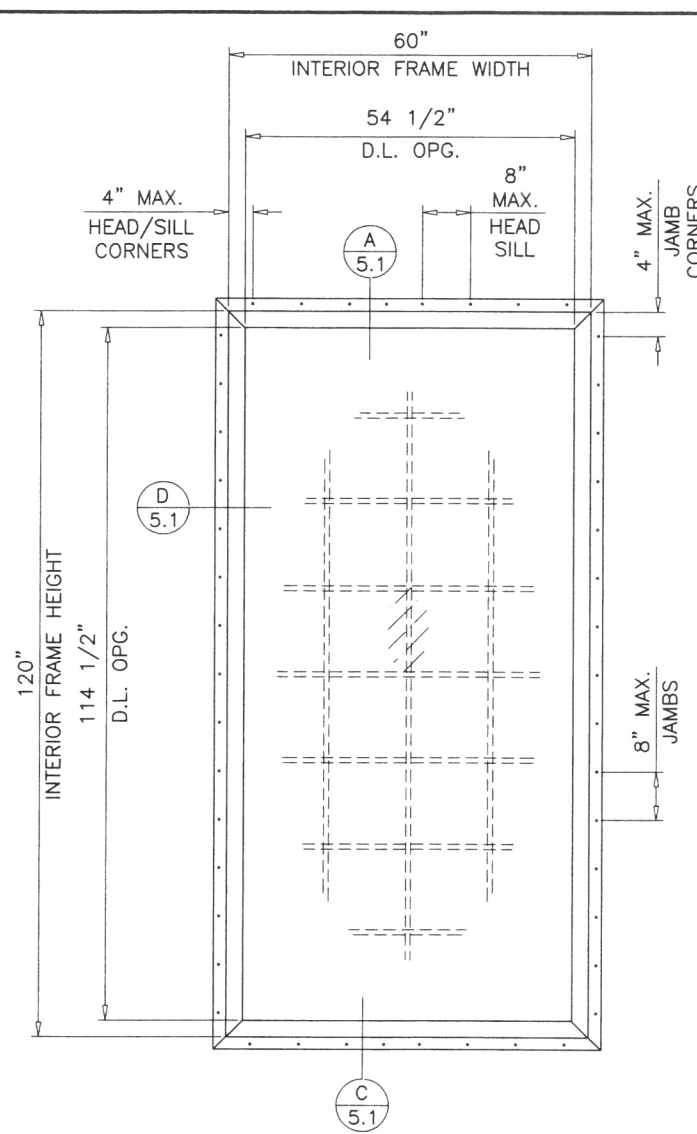 60"
INTERIOR FRAME WIDTH
54 1/2"
D.L. OPG.
4" MAX.
HEAD/SILL
CORNERS
8"
MAX.
HEAD
SILL
4" MAX.
JAMB
CORNERS
A
5.1
D
5.1
120"
INTERIOR FRAME HEIGHT
114 1/2"
D.L. OPG.
8" MAX.
JAMBS
C
5.1